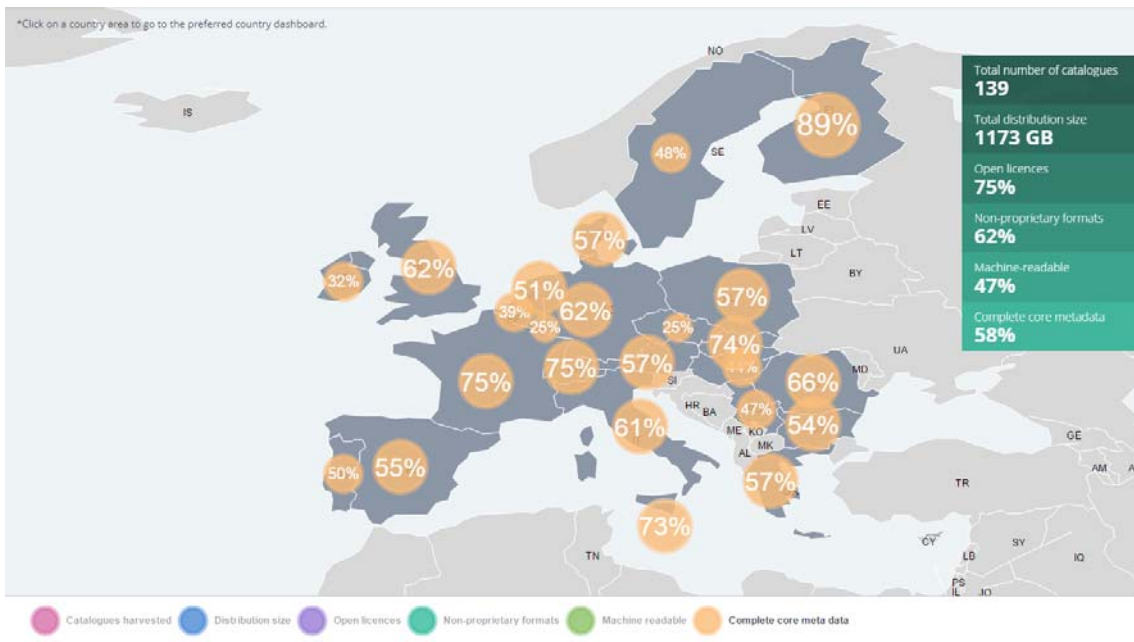 *Click on a country area to go to the preferred country dashboard.
NO
IS
Total number of catalogues
139
Total distribution size
1173 GB
Open licences
75%
Non-proprietary formats
62%
Machine-readable
47%
Complete core metadata
58%
89%
48%
SE
EE
LV
LT
BY
57%
62%
32%
51%
57%
39%
62%
26%
25%
74%
UA
75%
75%
57%
SI
66%
MD
HR
BA
47%
61%
54%
ME
KO
MK
AL
GE
AM
50%
55%
57%
TR
73%
CY
SY
TN
LB
IQ
PS
IL
JO
Catalogues harvested
Distribution size
Open licences
Non-proprietary formats
Machine readable
Complete core meta data